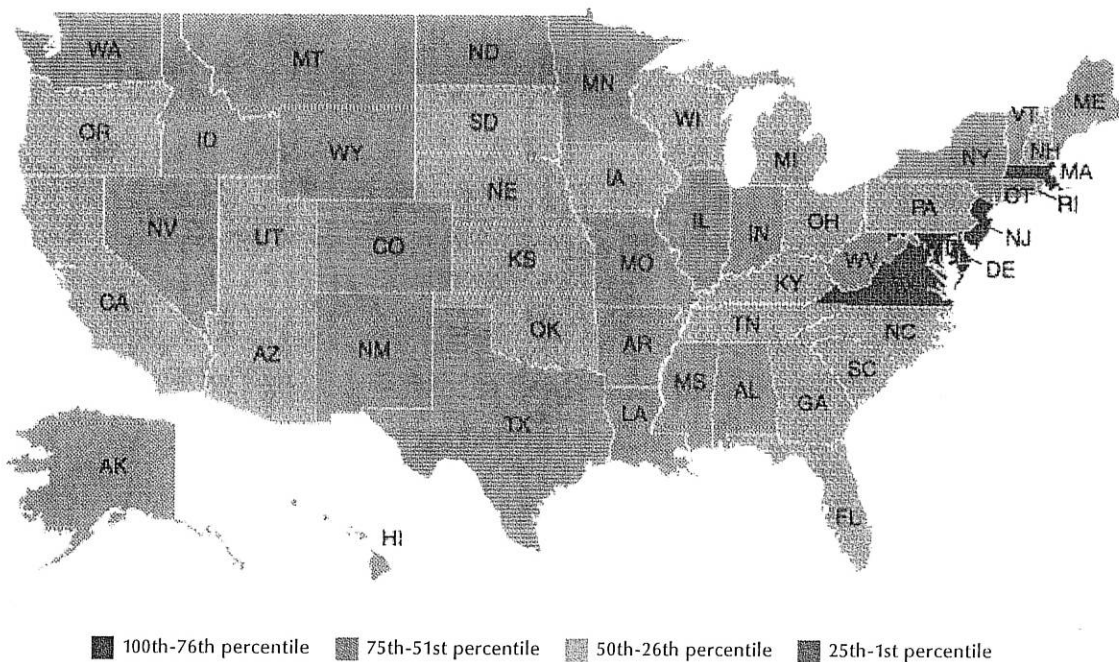 WA
MT
ND
MN
OR
ID
WY
SD
WI
MI
VT
ME
NY
NH
MA
CT
RI
NV
UT
CO
NE
IA
IL
IN
OH
PA
NJ
DE
WV
CA
KS
MO
KY
AZ
NM
OK
AR
TN
NC
SC
TX
LA
MS
AL
GA
FL
AK
HI
100th-76th percentile 75th-51st percentile 50th-26th percentile 25th-1st percentile